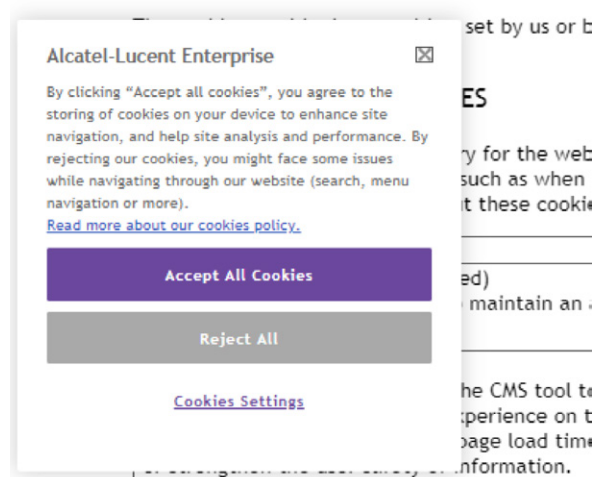 set by us or b
Alcatel-Lucent Enterprise
By clicking “Accept all cookies”, you agree to the
storing of cookies on your device to enhance site
navigation, and help site analysis and performance. By
rejecting our cookies, you might face some issues
while navigating through our website (search, menu
navigation or more).
Read more about our cookies policy.
Accept All Cookies
Reject All
Cookies Settings
ES
ry for the web
such as when
t these cookie
ed)
maintain an a
he CMS tool to
xperience on t
page load time
nformation.